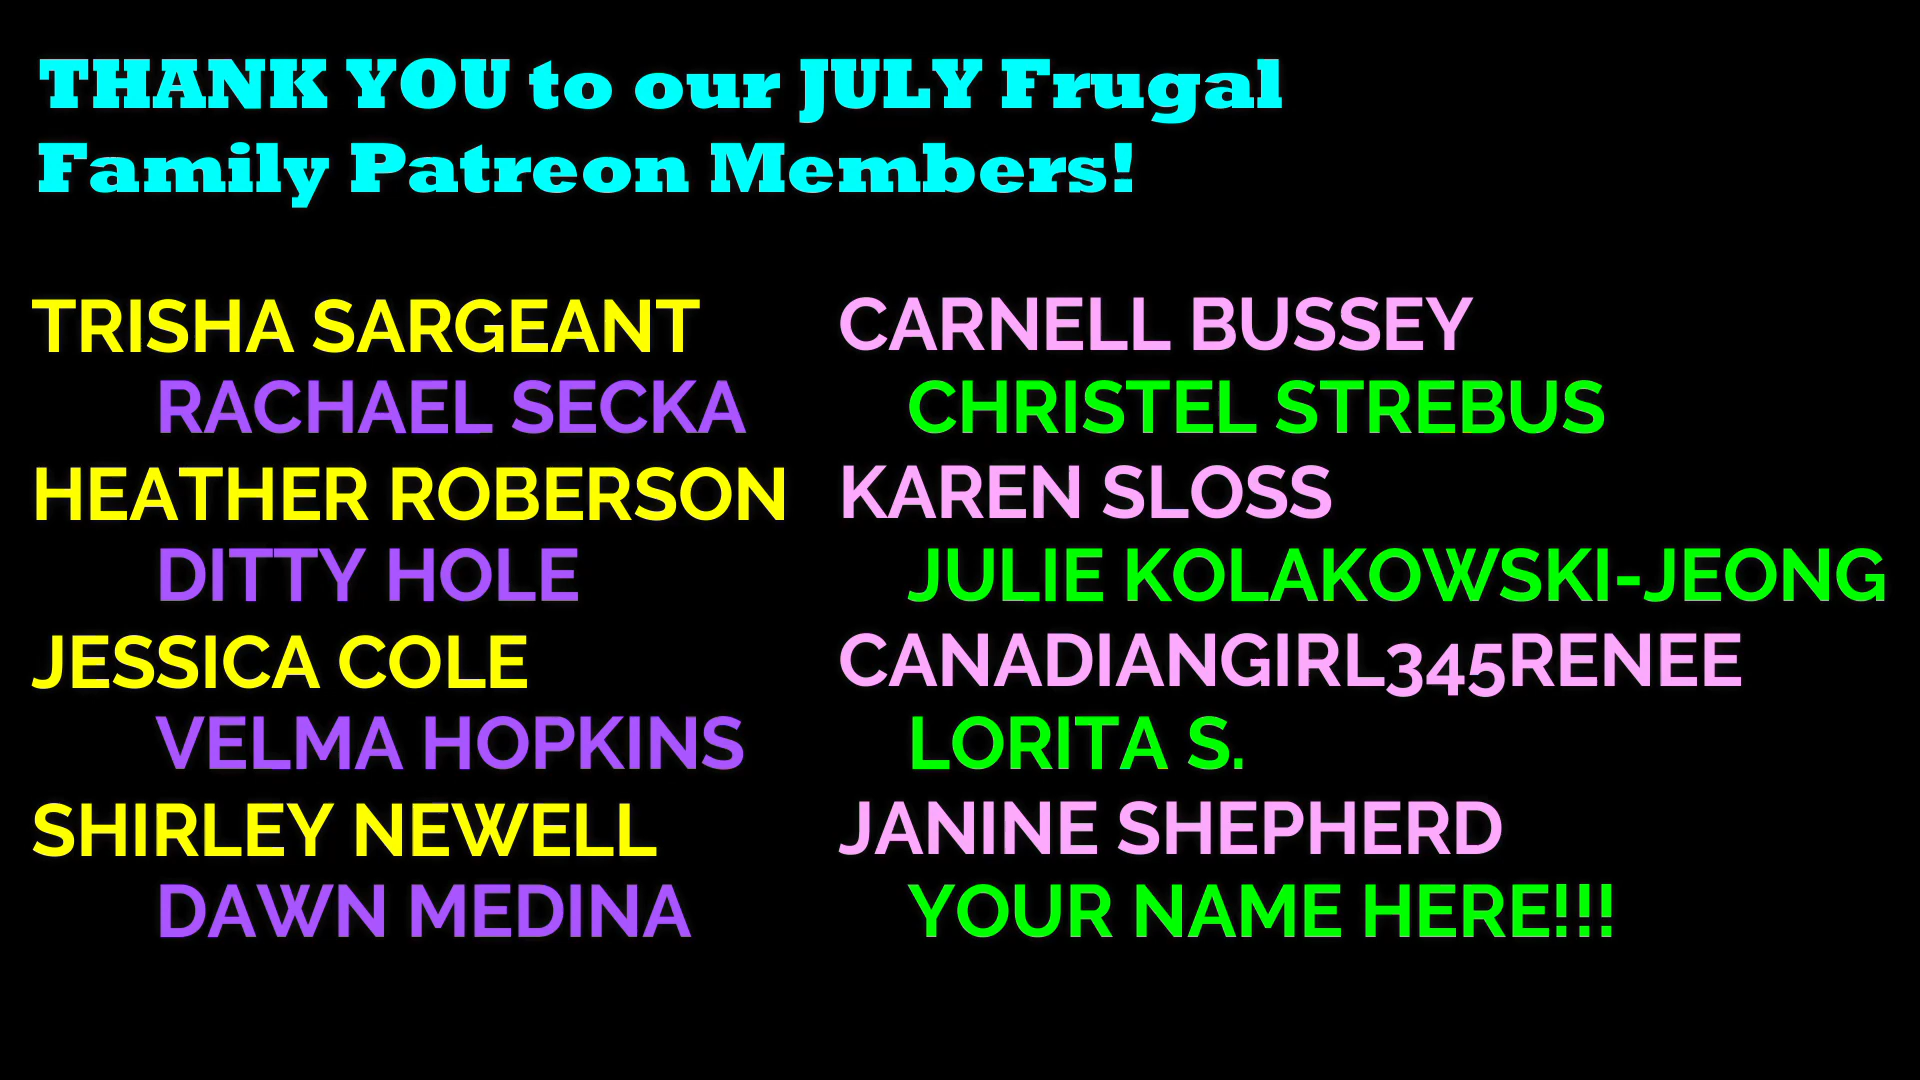 THANK YOU to our JULY Frugal
Family Patreon Members!
TRISHA SARGEANT
RACHAEL SECKA
HEATHER ROBERSON
DITTY HOLE
JESSICA COLE
VELMA HOPKINS
SHIRLEY NEWELL
DAWN MEDINA
CARNELL BUSSEY
CHRISTEL STREBUS
KAREN SLOSS
JULIE KOLAKOWSKI-JEONG
CANADIANGIRL345RENEE
LORITA S.
JANINE SHEPHERD
YOUR NAME HERE!!!